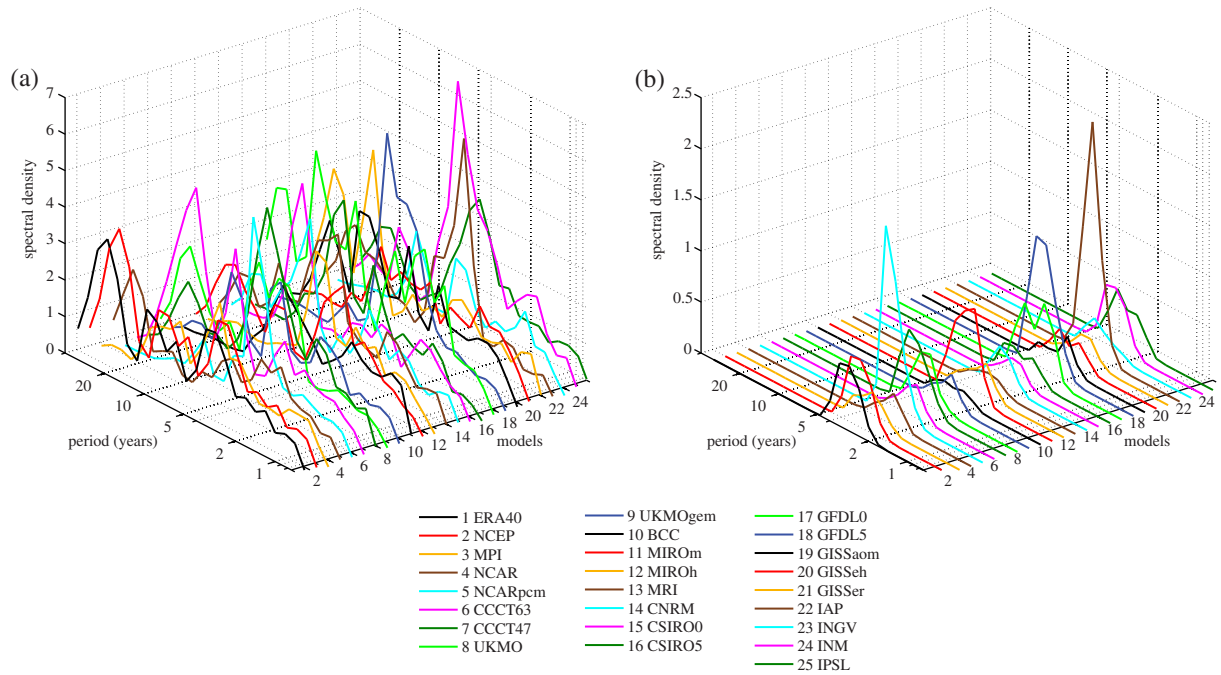 (a)
7
6
5
4
3
2
1
0
spectral density
20
10
5
2
1
period (years)
2
4
6
8
10
12
14
16
18
20
22
24
models
(b)
2.5
2
1.5
1
0.5
0
spectral density
20
10
5
2
1
period (years)
2
4
6
8
10
12
14
16
18
20
22
24
models
1 ERA40
2 NCEP
3 MPI
4 NCAR
5 NCARpcm
6 CCCT63
7 CCCT47
8 UKMO
9 UKMOgem
10 BCC
11 MIROm
12 MIROh
13 MRI
14 CNRM
15 CSIRO0
16 CSIRO5
17 GFDL0
18 GFDL5
19 GISSaom
20 GISSeh
21 GISSer
22 IAP
23 INGV
24 INM
25 IPSL